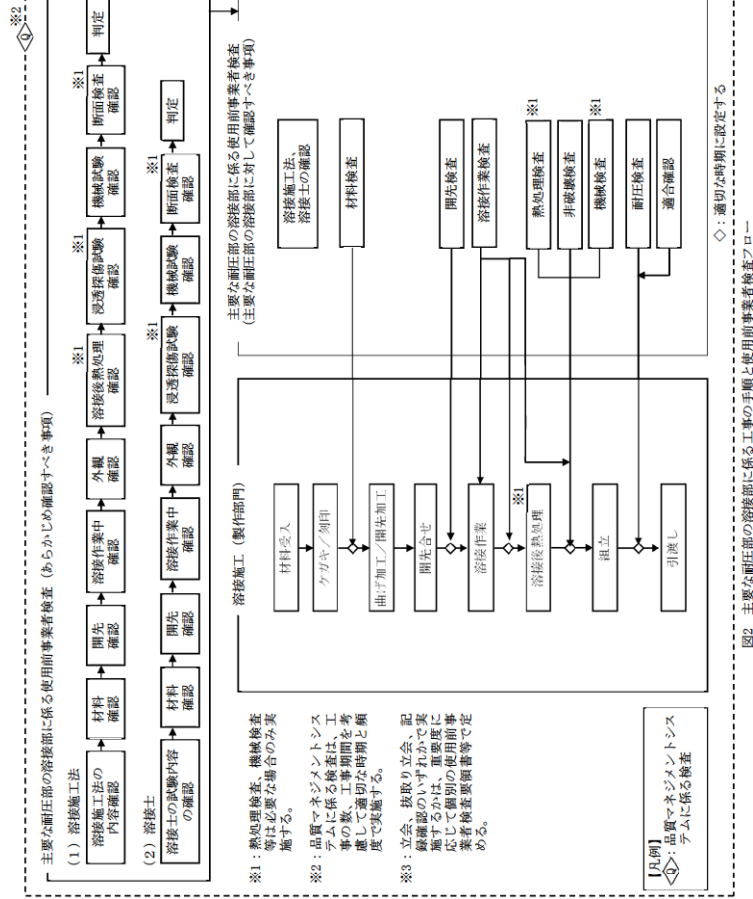 ※2
Q
主要な耐圧部の溶接部に係る使用前事業者検査（あらかじめ確認すべき事項）
（1）溶接施工法
溶接施工法の
内容確認
材料
確認
開先
確認
溶接作業中
確認
外観
確認
※1
溶接後熱処理
確認
※1
浸透探傷試験
確認
機械試験
確認
※1
断面検査
確認
判定
（2）溶接士
溶接士の試験内容
の確認
材料
確認
開先
確認
溶接作業中
確認
外観
確認
※1
浸透探傷試験
確認
機械試験
確認
※1
断面検査
確認
判定
※1：熱処理検査、機械検査
等は必要な場合のみ実
施する。
※2：品質マネジメントシス
テムに係る検査は、工
事の数、工事期間を考
慮して適切な時期と頻
度で実施する。
※3：立会、抜取り立会、記
録確認のいずれかで実
施するかは、重要度に
応じて個別の使用前事
業者検査要領書等で定
める。
【凡例】
Q：品質マネジメントシス
テムに係る検査
溶接施工（製作部門）
材料受入
ケガキ／刻印
曲げ加工／開先加工
開先合せ
溶接作業
※1
溶接後熱処理
組立
引渡し
主要な耐圧部の溶接部に係る使用前事業者検査
（主要な耐圧部の溶接部に対して確認すべき事項）
溶接施工法、
溶接士の確認
材料検査
開先検査
溶接作業検査
※1
熱処理検査
非破壊検査
※1
機械検査
耐圧検査
適合確認
◇：適切な時期に設定する
図2　主要な耐圧部の溶接部に係る工事の手順と使用前事業者検査フロー